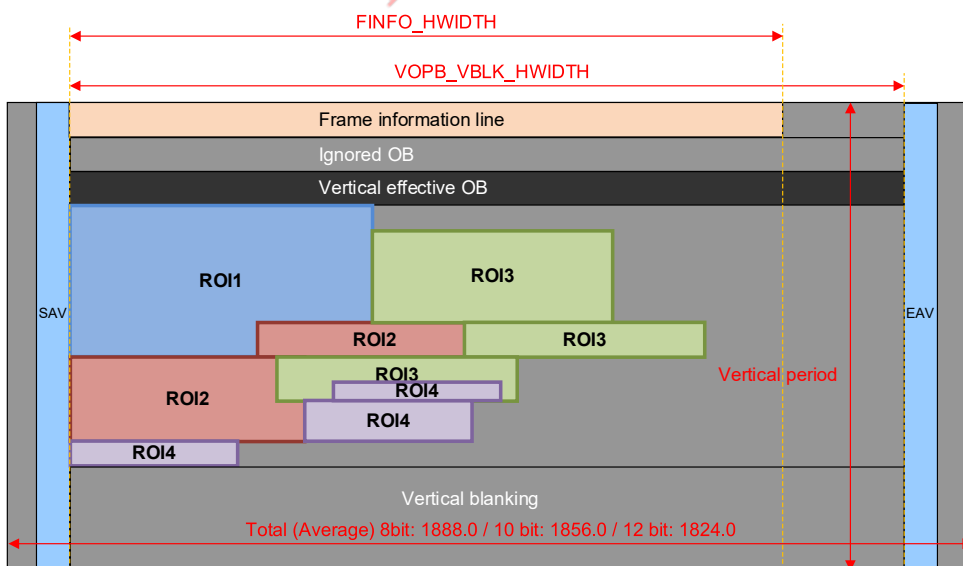 FINFO_HWIDTH
VOPB_VBLK_HWIDTH
Frame information line
Ignored OB
Vertical effective OB
ROI1
ROI3
SAV
EAV
ROI2
ROI3
ROI3
Vertical period
ROI4
ROI2
ROI4
ROI4
Vertical blanking
Total (Average) 8bit: 1888.0 / 10 bit: 1856.0 / 12 bit: 1824.0